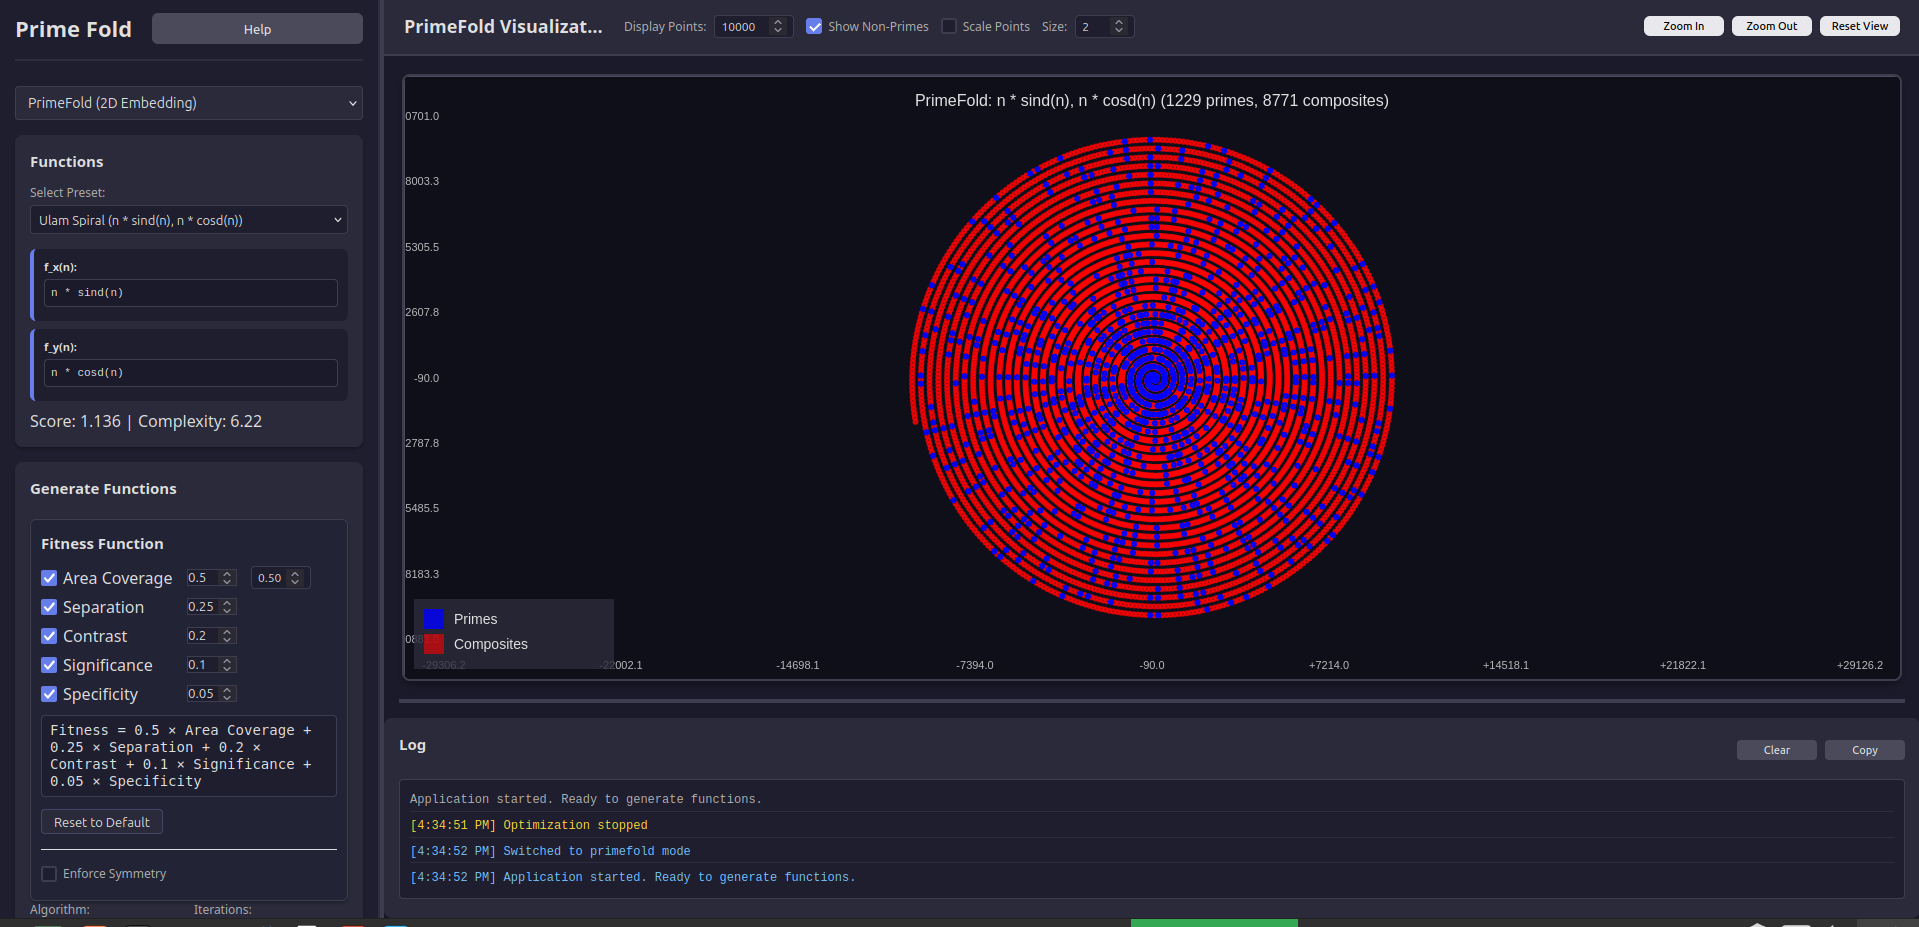 Prime Fold
Help
PrimeFold (2D Embedding)
Functions
Select Preset:
Ulam Spiral (n * sind(n), n * cosd(n))
f_x(n):
n * sind(n)
f_y(n):
n * cosd(n)
Score: 1.136 | Complexity: 6.22
Generate Functions
Fitness Function
Area Coverage 0.5 0.50
Separation 0.25
Contrast 0.2
Significance 0.1
Specificity 0.05
Fitness = 0.5 × Area Coverage +
0.25 × Separation + 0.2 ×
Contrast + 0.1 × Significance +
0.05 × Specificity
Reset to Default
Enforce Symmetry
Algorithm: Iterations:
PrimeFold Visualizat... Display Points: 10000 Show Non-Primes Scale Points Size: 2 Zoom In Zoom Out Reset View
PrimeFold: n * sind(n), n * cosd(n) (1229 primes, 8771 composites)
0701.0
8003.3
5305.5
2607.8
-90.0
2787.8
5485.5
8183.3
Primes
Composites
-29306.2 -22002.1 -14698.1 -7394.0 -90.0 +7214.0 +14518.1 +21822.1 +29126.2
Log
Clear Copy
Application started. Ready to generate functions.
[4:34:51 PM] Optimization stopped
[4:34:52 PM] Switched to primefold mode
[4:34:52 PM] Application started. Ready to generate functions.